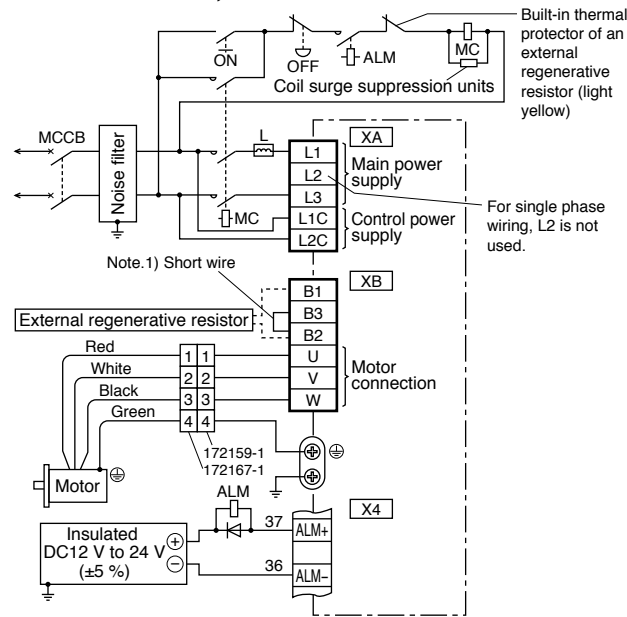 Built-in thermal
protector of an
external
regenerative
resistor (light
yellow)
ON
OFF
ALM
MC
Coil surge suppression units
MCCB
Noise filter
L
MC
XA
L1
L2
L3
L1C
L2C
Main power
supply
Control power
supply
For single phase
wiring, L2 is not
used.
Note.1) Short wire
XB
B1
B3
B2
U
V
W
External regenerative resistor
Motor
connection
Red
White
Black
Green
1 1
2 2
3 3
4 4
172159-1
172167-1
Motor
ALM
X4
Insulated
DC12 V to 24 V
(±5 %)
+
−
37
36
ALM+
ALM−